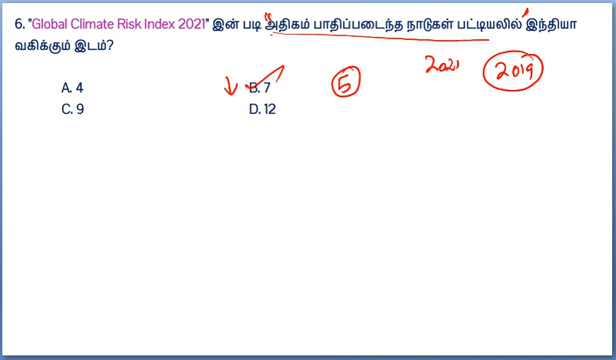 6. "Global Climate Risk Index 2021" இன் படி அதிகம் பாதிப்படைந்த நாடுகள் பட்டியலில் இந்தியா
வகிக்கும் இடம்?
2021 2019
A. 4 B. 7 5
C. 9 D. 12